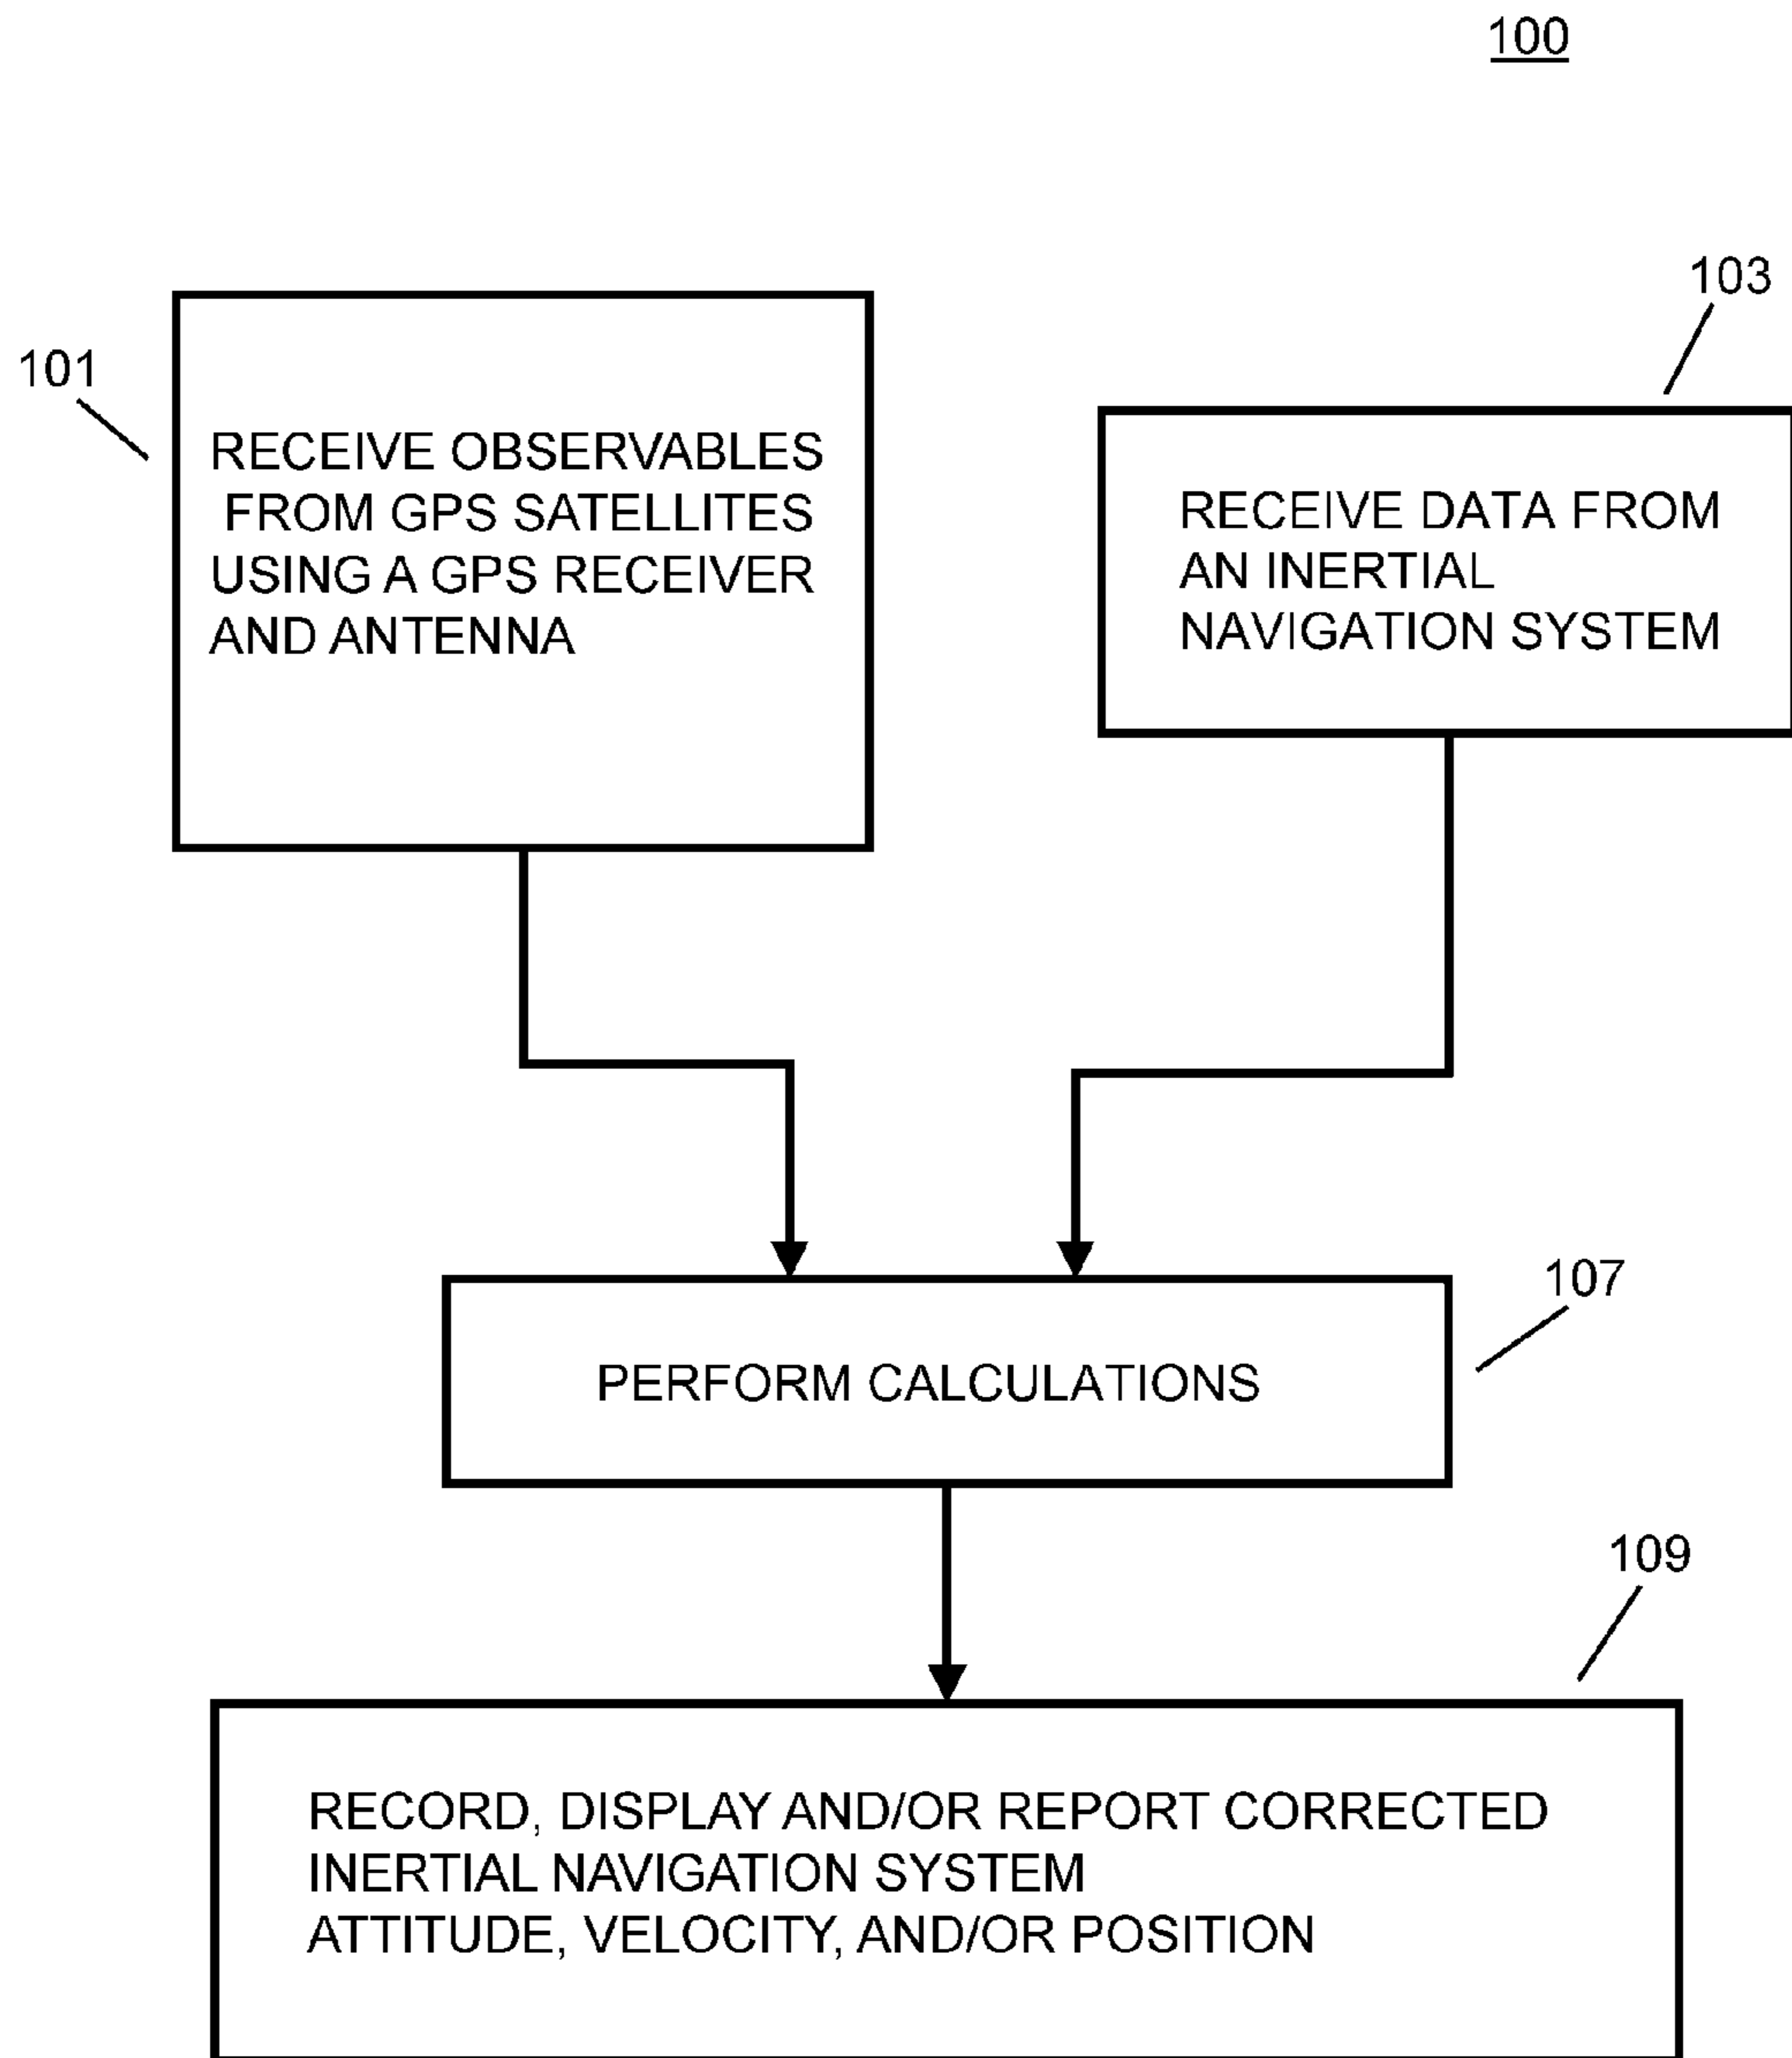 100
103
101
RECEIVE OBSERVABLES
FROM GPS SATELLITES
USING A GPS RECEIVER
AND ANTENNA
RECEIVE DATA FROM
AN INERTIAL
NAVIGATION SYSTEM
107
PERFORM CALCULATIONS
109
RECORD, DISPLAY AND/OR REPORT CORRECTED
INERTIAL NAVIGATION SYSTEM
ATTITUDE, VELOCITY, AND/OR POSITION